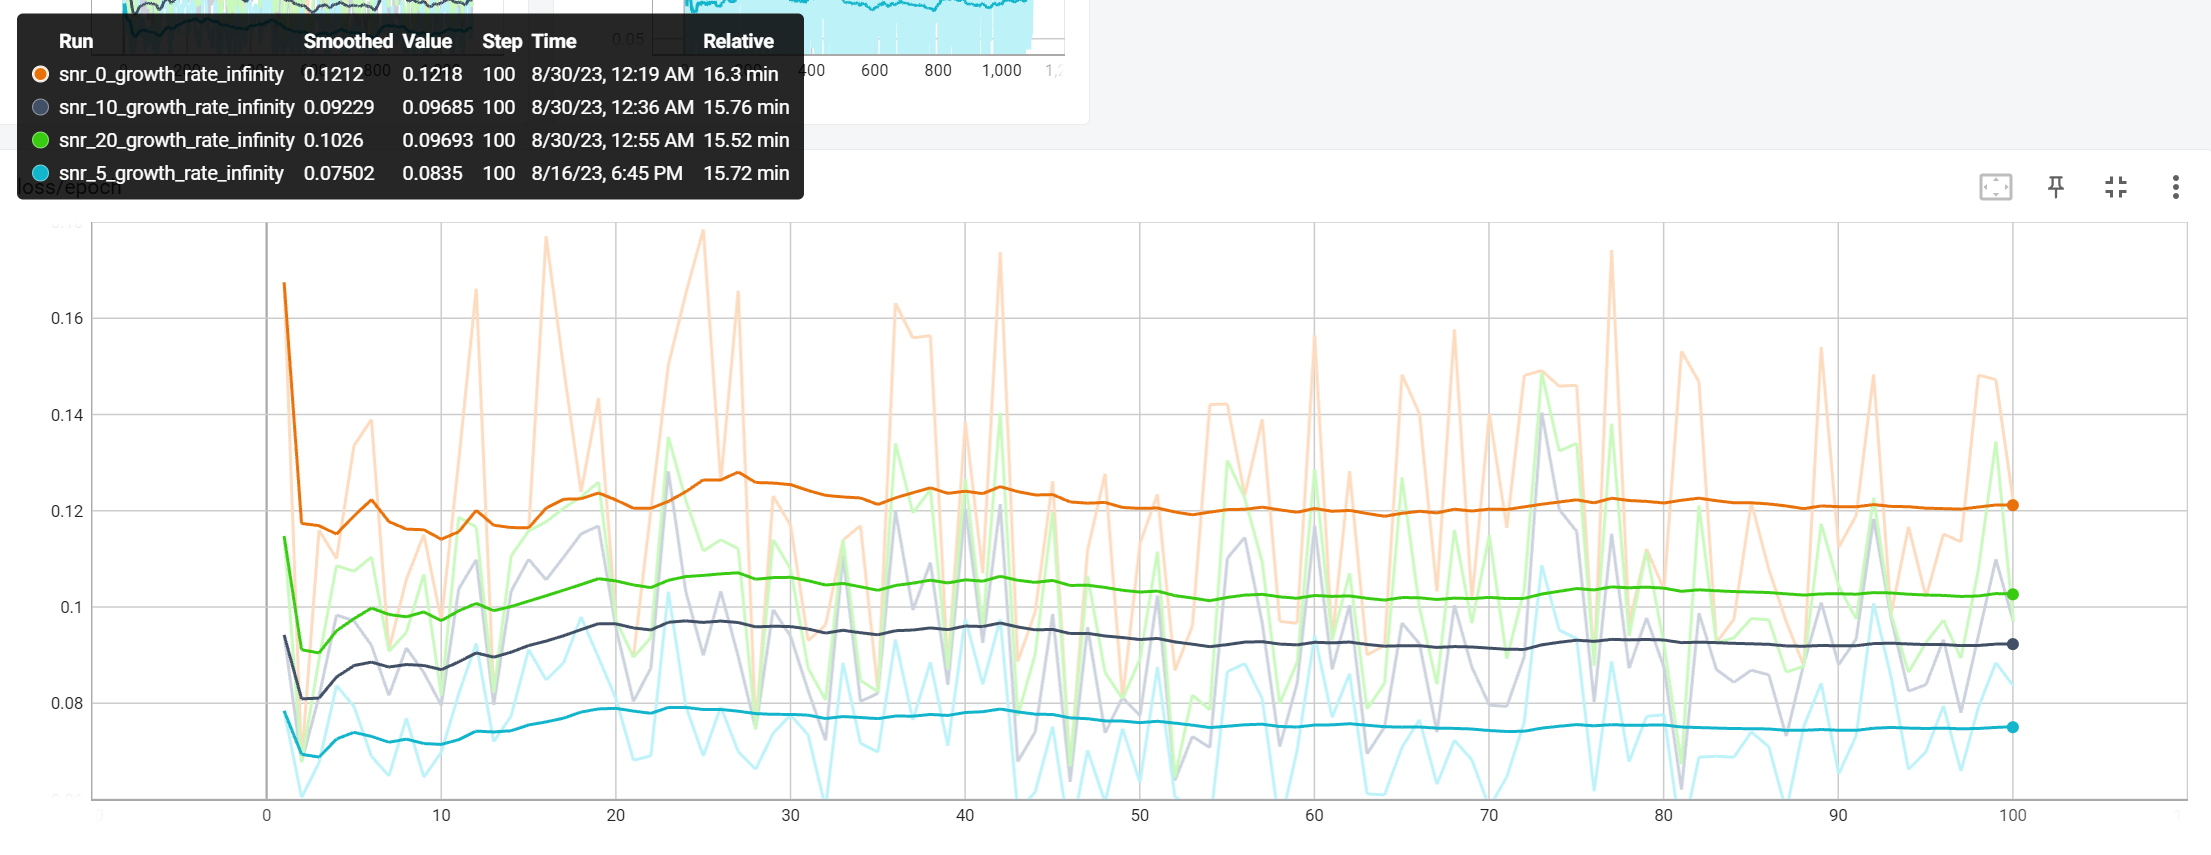 Run Smoothed Value Step Time Relative
snr_0_growth_rate_infinity 0.1212 0.1218 100 8/30/23, 12:19 AM 16.3 min
snr_10_growth_rate_infinity 0.09229 0.09685 100 8/30/23, 12:36 AM 15.76 min
snr_20_growth_rate_infinity 0.1026 0.09693 100 8/30/23, 12:55 AM 15.52 min
snr_5_growth_rate_infinity 0.07502 0.0835 100 8/16/23, 6:45 PM 15.72 min
0.05
400 600 800 1,000
loss/epoch
0.16
0.14
0.12
0.1
0.08
0 10 20 30 40 50 60 70 80 90 100